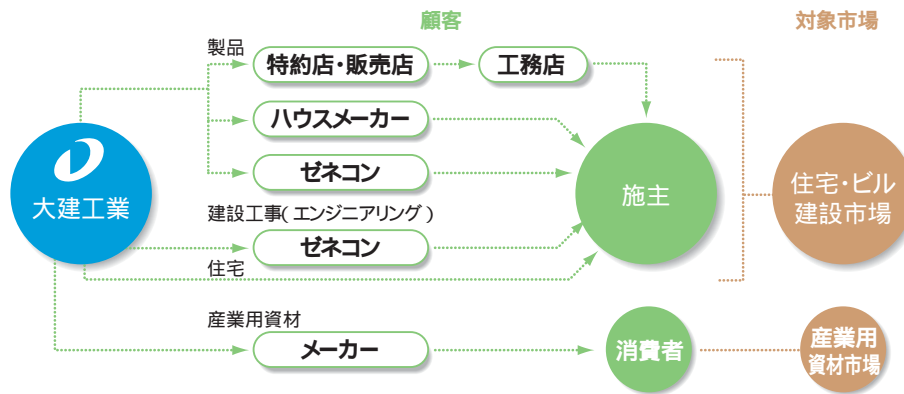 顧客
対象市場
製品
特約店・販売店
工務店
ハウスメーカー
ゼネコン
大建工業
施主
住宅・ビル
建設市場
建設工事(エンジニアリング)
ゼネコン
住宅
産業用資材
メーカー
消費者
産業用
資材市場